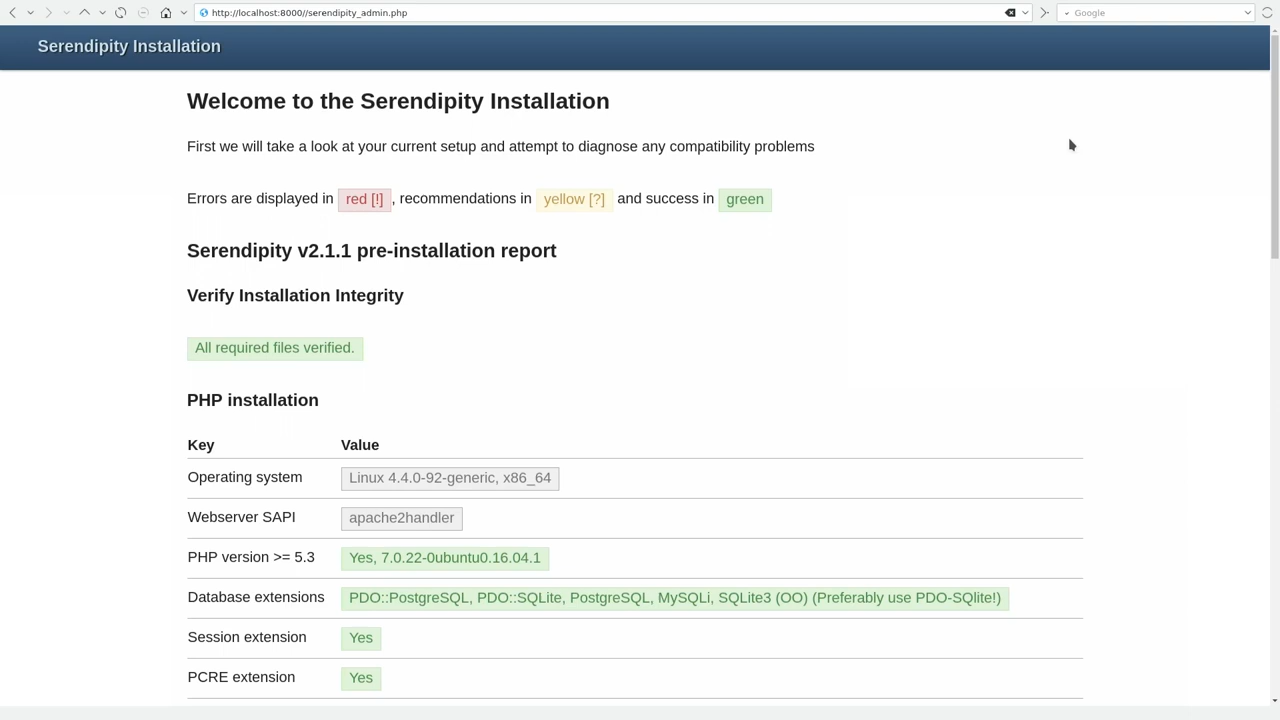 http://localhost:8000//serendipity_admin.php
Google
Serendipity Installation
Welcome to the Serendipity Installation
First we will take a look at your current setup and attempt to diagnose any compatibility problems
Errors are displayed in red [!], recommendations in yellow [?] and success in green
Serendipity v2.1.1 pre-installation report
Verify Installation Integrity
All required files verified.
PHP installation
Key Value
Operating system Linux 4.4.0-92-generic, x86_64
Webserver SAPI apache2handler
PHP version >= 5.3 Yes, 7.0.22-0ubuntu0.16.04.1
Database extensions PDO::PostgreSQL, PDO::SQLite, PostgreSQL, MySQLi, SQLite3 (OO) (Preferably use PDO-SQlite!)
Session extension Yes
PCRE extension Yes